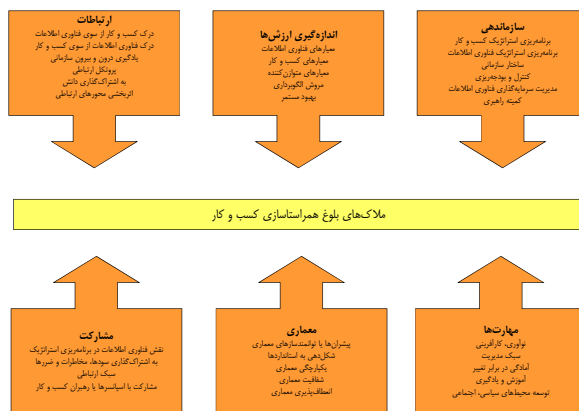 سازماندهی
برنامه‌ریزی استراتژیک کسب و کار
برنامه‌ریزی استراتژیک فناوری اطلاعات
ساختار سازمانی
کنترل و بودجه‌ریزی
مدیریت سرمایه‌گذاری فناوری اطلاعات
کمیته راهبری
اندازه‌گیری ارزش‌ها
معیارهای فناوری اطلاعات
معیارهای کسب و کار
معیارهای متوازن‌کننده
مروش الگوبرداری
بهبود مستمر
ارتباطات
درک کسب و کار از سوی فناوری اطلاعات
درک فناوری اطلاعات از سوی کسب و کار
یادگیری درون و بیرون سازمانی
پروتکل ارتباطی
به اشتراک‌گذاری دانش
اثربخشی محورهای ارتباطی
ملاک‌های بلوغ همراستاسازی کسب و کار
مهارت‌ها
نوآوری، کارآفرینی
سبک مدیریت
آمادگی در برابر تغییر
آموزش و یادگیری
توسعه محیط‌های سیاسی، اجتماعی
معماری
پیشران‌ها یا توانمندسازهای معماری
شکل‌دهی به استانداردها
یکپارچگی معماری
شفافیت معماری
انعطاف‌پذیری معماری
مشارکت
نقش فناوری اطلاعات در برنامه‌ریزی استراتژیک
به اشتراک‌گذاری سودها، مخاطرات و ضررها
سبک ارتباطی
مشارکت با اسپانسرها یا رهبران کسب و کار